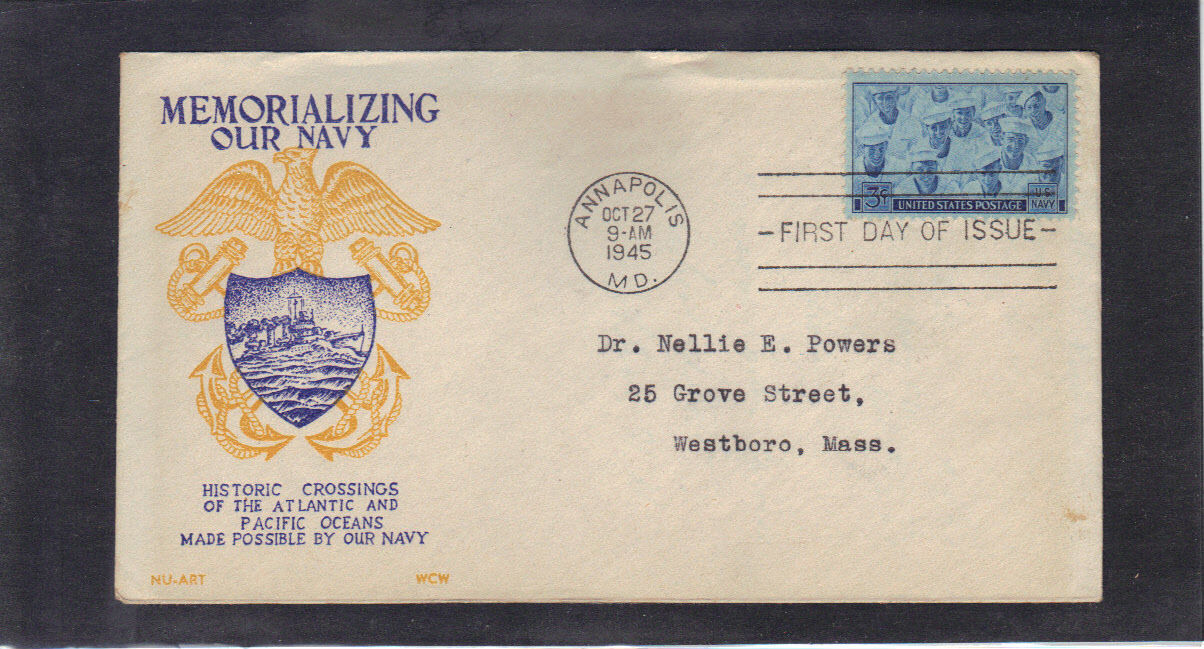 MEMORIALIZING
OUR NAVY
HISTORIC CROSSINGS
OF THE ATLANTIC AND
PACIFIC OCEANS
MADE POSSIBLE BY OUR NAVY
NU-ART WCW
ANNAPOLIS
OCT 27
9-AM
1945
MD.
3¢ UNITED STATES POSTAGE U.S. NAVY
-FIRST DAY OF ISSUE-
Dr. Nellie E. Powers
25 Grove Street,
Westboro, Mass.